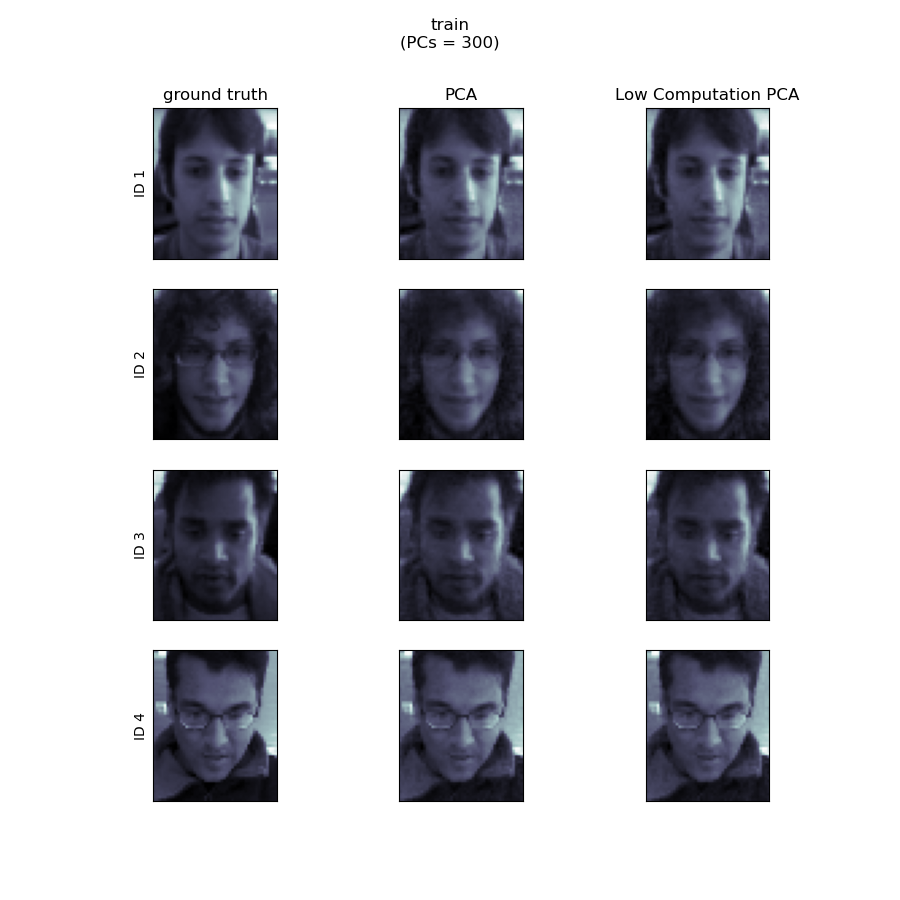 train
(PCs = 300)
ground truth
PCA
Low Computation PCA
ID 1
ID 2
ID 3
ID 4